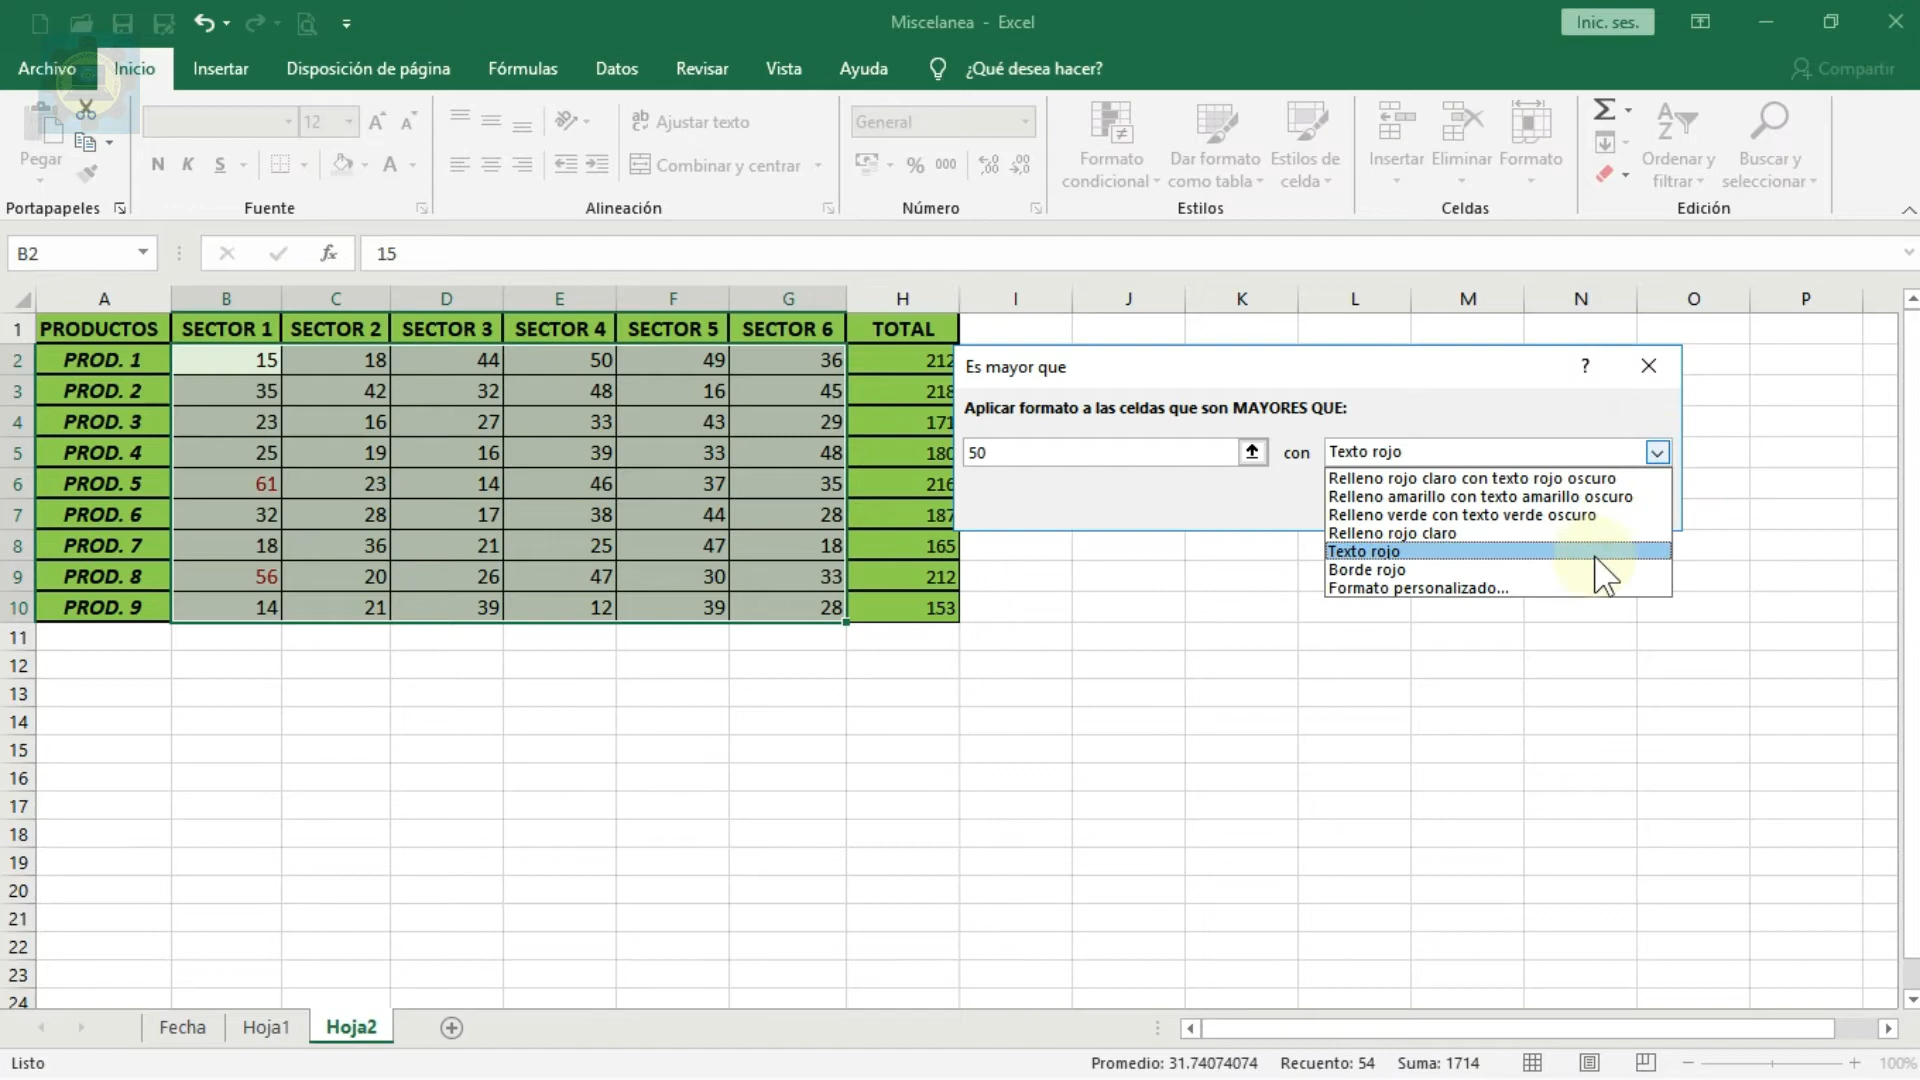 Miscelanea - Excel
Inic. ses.
Archivo Inicio Insertar Disposición de página Fórmulas Datos Revisar Vista Ayuda ¿Qué desea hacer? Compartir
Pegar
12
N K S
Ajustar texto
Combinar y centrar
General
% 000
Formato condicional
Dar formato como tabla
Estilos de celda
Insertar Eliminar Formato
Ordenar y filtrar
Buscar y seleccionar
Portapapeles Fuente Alineación Número Estilos Celdas Edición
B2 fx 15
A B C D E F G H I J K L M N O P
1 PRODUCTOS SECTOR 1 SECTOR 2 SECTOR 3 SECTOR 4 SECTOR 5 SECTOR 6 TOTAL
2 PROD. 1 15 18 44 50 49 36 212
3 PROD. 2 35 42 32 48 16 45 218
4 PROD. 3 23 16 27 33 43 29 171
5 PROD. 4 25 19 16 39 33 48 180
6 PROD. 5 61 23 14 46 37 35 216
7 PROD. 6 32 28 17 38 44 28 187
8 PROD. 7 18 36 21 25 47 18 165
9 PROD. 8 56 20 26 47 30 33 212
10 PROD. 9 14 21 39 12 39 28 153
11
12
13
14
15
16
17
18
19
20
21
22
23
24
Es mayor que ?
Aplicar formato a las celdas que son MAYORES QUE:
50 con Texto rojo
Relleno rojo claro con texto rojo oscuro
Relleno amarillo con texto amarillo oscuro
Relleno verde con texto verde oscuro
Relleno rojo claro
Texto rojo
Borde rojo
Formato personalizado...
Fecha Hoja1 Hoja2
Listo Promedio: 31.74074074 Recuento: 54 Suma: 1714 100%